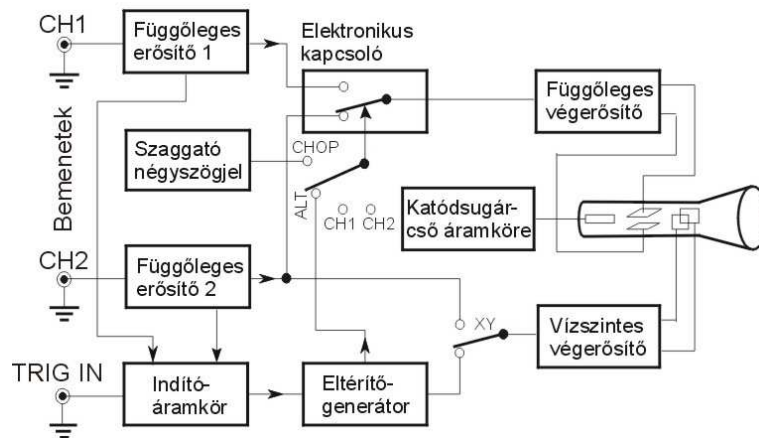 CH1
Függőleges
erősítő 1
Elektronikus
kapcsoló
Függőleges
végerősítő
Bemenetek
Szaggató
négyszögjel
CHOP
ALT
CH1
CH2
Katódsugár-
cső áramköre
CH2
Függőleges
erősítő 2
XY
Vízszintes
végerősítő
TRIG IN
Indító-
áramkör
Eltérítő-
generátor